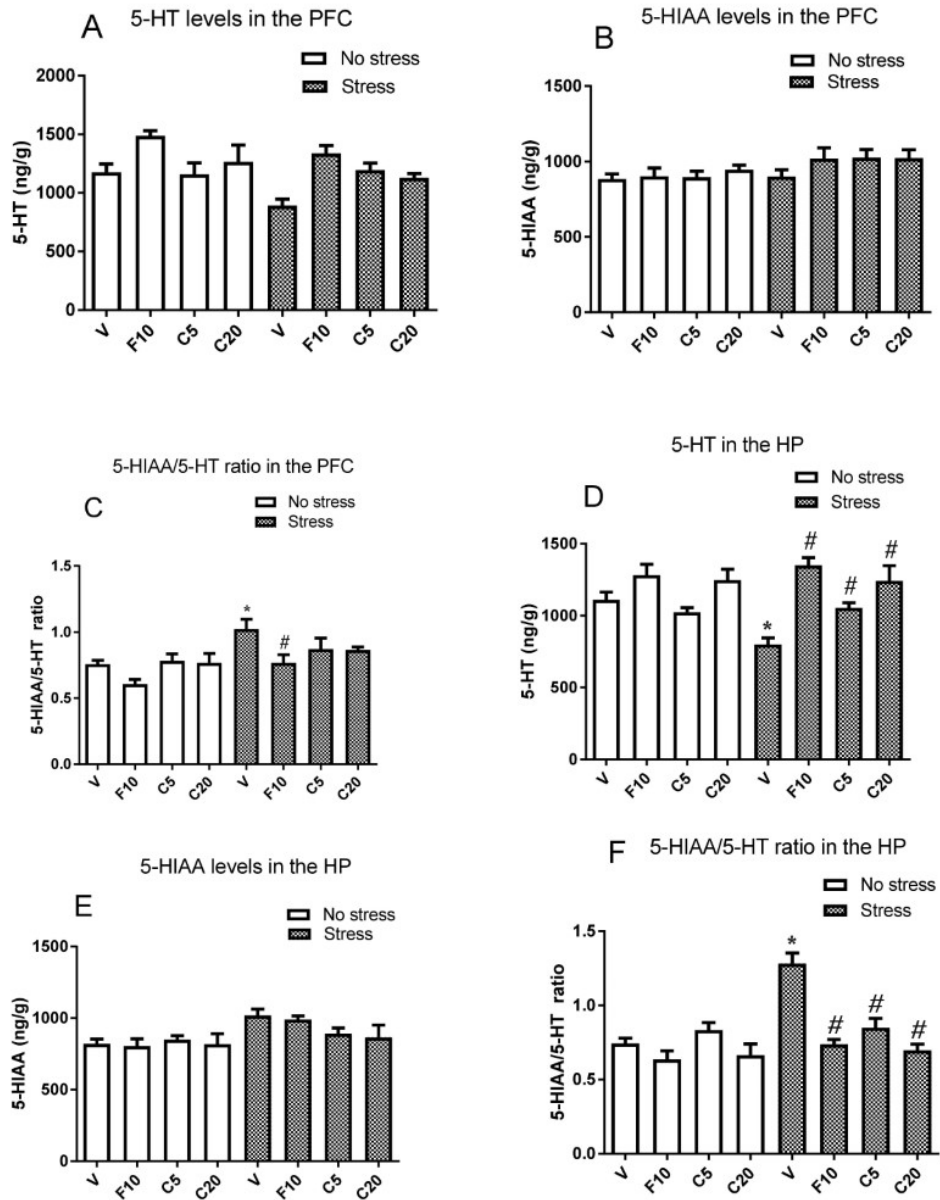 A
5-HT levels in the PFC
No stress
Stress
2000
1500
1000
500
0
5-HT (ng/g)
V F10 C5 C20 V F10 C5 C20
B
5-HIAA levels in the PFC
No stress
Stress
1500
1000
500
0
5-HIAA (ng/g)
V F10 C5 C20 V F10 C5 C20
5-HIAA/5-HT ratio in the PFC
C
No stress
Stress
1.5
1.0
0.5
0.0
5-HIAA/5-HT ratio
* #
V F10 C5 C20 V F10 C5 C20
5-HT in the HP
No stress
D
Stress
1500
1000
500
0
5-HT (ng/g)
* # # #
V F10 C5 C20 V F10 C5 C20
5-HIAA levels in the HP
E
No stress
Stress
1500
1000
500
0
5-HIAA (ng/g)
V F10 C5 C20 V F10 C5 C20
F
5-HIAA/5-HT ratio in the HP
No stress
Stress
1.5
1.0
0.5
0.0
5-HIAA/5-HT ratio
* # # #
V F10 C5 C20 V F10 C5 C20